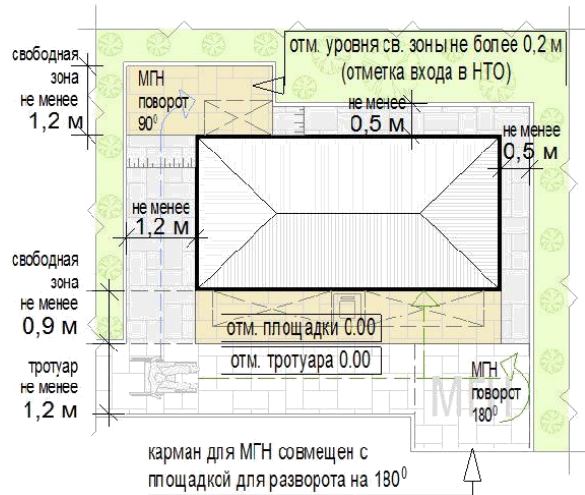 свободная
зона
не менее
1,2 м
МГН
поворот
90⁰
отм. уровня св. зоны не более 0,2 м
(отметка входа в НТО)
не менее
0,5 м
не менее
0,5 м
не менее
1,2 м
свободная
зона
не менее
0,9 м
отм. площадки 0.00
отм. тротуара 0.00
тротуар
не менее
1,2 м
МГН
МГН
поворот
180⁰
карман для МГН совмещен с
площадкой для разворота на 180⁰